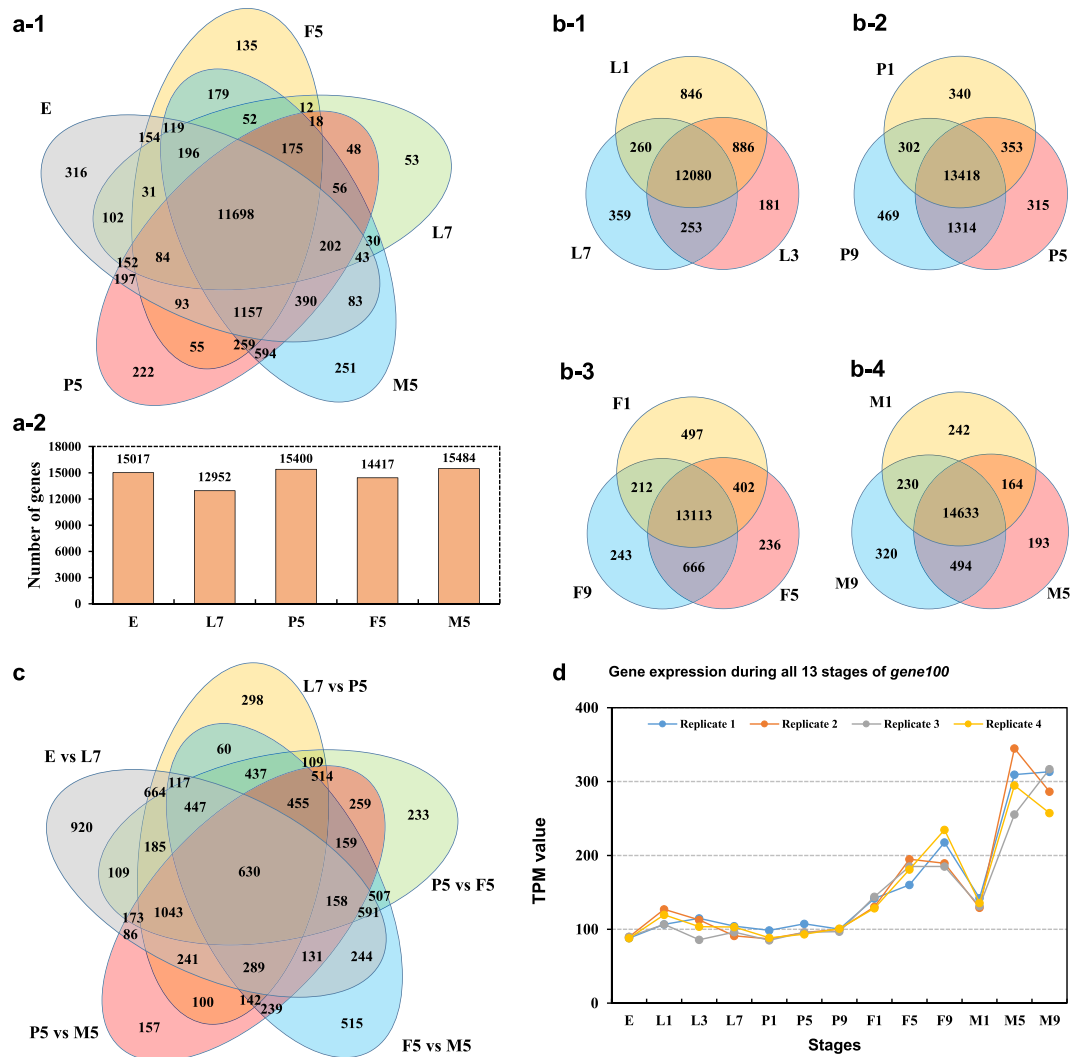 a-1
F5
135
E
179
12
52
18
119
154
48
53
196
175
316
56
31
11698
L7
102
202
30
43
152
84
197
93
390
83
1157
55
259
594
222
251
P5
M5
a-2
Number of genes
18000
15000
12000
9000
6000
3000
0
15017
12952
15400
14417
15484
E L7 P5 F5 M5
b-1
L1
846
260
886
12080
359
253
181
L7
L3
b-2
P1
340
302
353
13418
469
1314
315
P9
P5
b-3
F1
497
212
402
13113
243
666
236
F9
F5
b-4
M1
242
230
164
14633
320
494
193
M9
M5
c
L7 vs P5
298
E vs L7
60
109
437
514
117
664
447
455
259
233
920
185
159
109
630
P5 vs F5
158
507
591
173
1043
86
241
289
131
244
100
142
239
157
515
P5 vs M5
F5 vs M5
d
Gene expression during all 13 stages of gene100
Replicate 1 Replicate 2 Replicate 3 Replicate 4
TPM value
400
300
200
100
0
E L1 L3 L7 P1 P5 P9 F1 F5 F9 M1 M5 M9
Stages